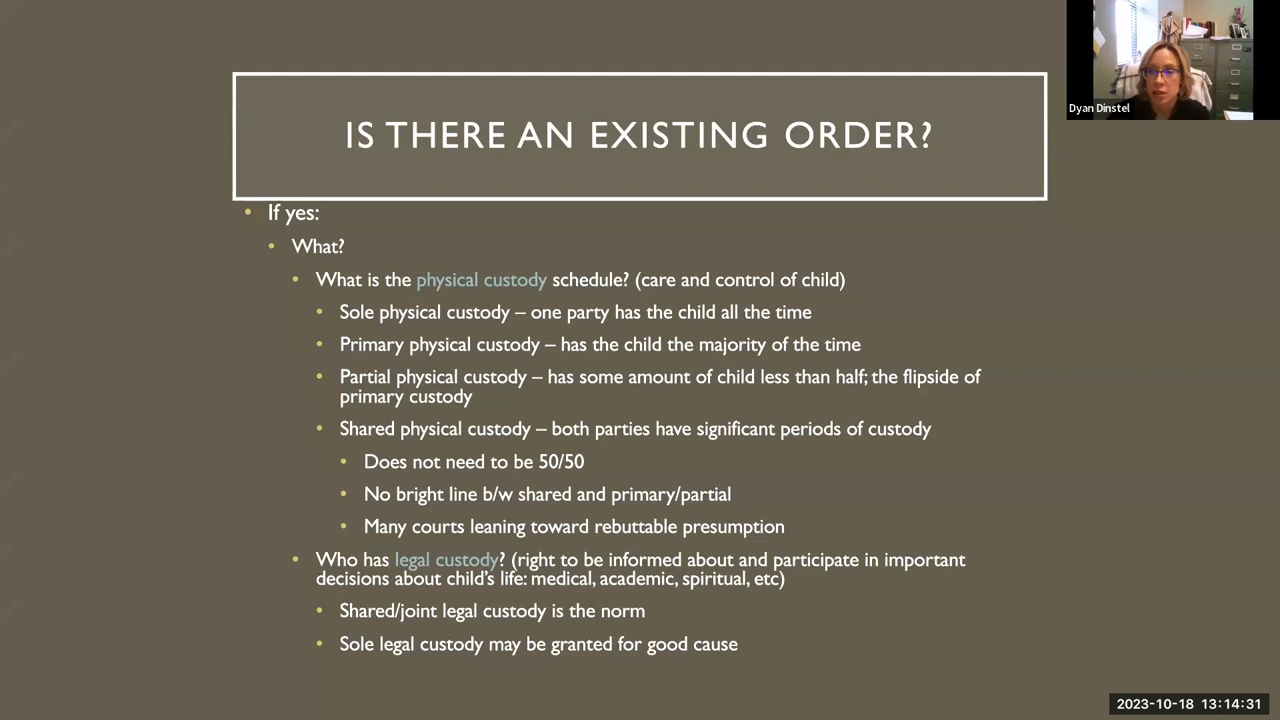 IS THERE AN EXISTING ORDER?
Dyan Dinstel
• If yes:
• What?
• What is the physical custody schedule? (care and control of child)
• Sole physical custody – one party has the child all the time
• Primary physical custody – has the child the majority of the time
• Partial physical custody – has some amount of child less than half; the flipside of
primary custody
• Shared physical custody – both parties have significant periods of custody
• Does not need to be 50/50
• No bright line b/w shared and primary/partial
• Many courts leaning toward rebuttable presumption
• Who has legal custody? (right to be informed about and participate in important
decisions about child's life: medical, academic, spiritual, etc)
• Shared/joint legal custody is the norm
• Sole legal custody may be granted for good cause
2023-10-18 13:14:31